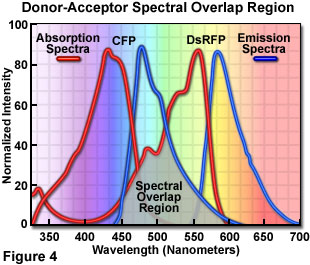 Donor-Acceptor Spectral Overlap Region
Absorption
Spectra
CFP
DsRFP
Emission
Spectra
Normalized Intensity
100
80
60
40
20
0
Spectral
Overlap
Region
350 400 450 500 550 600 650 700
Wavelength (Nanometers)
Figure 4